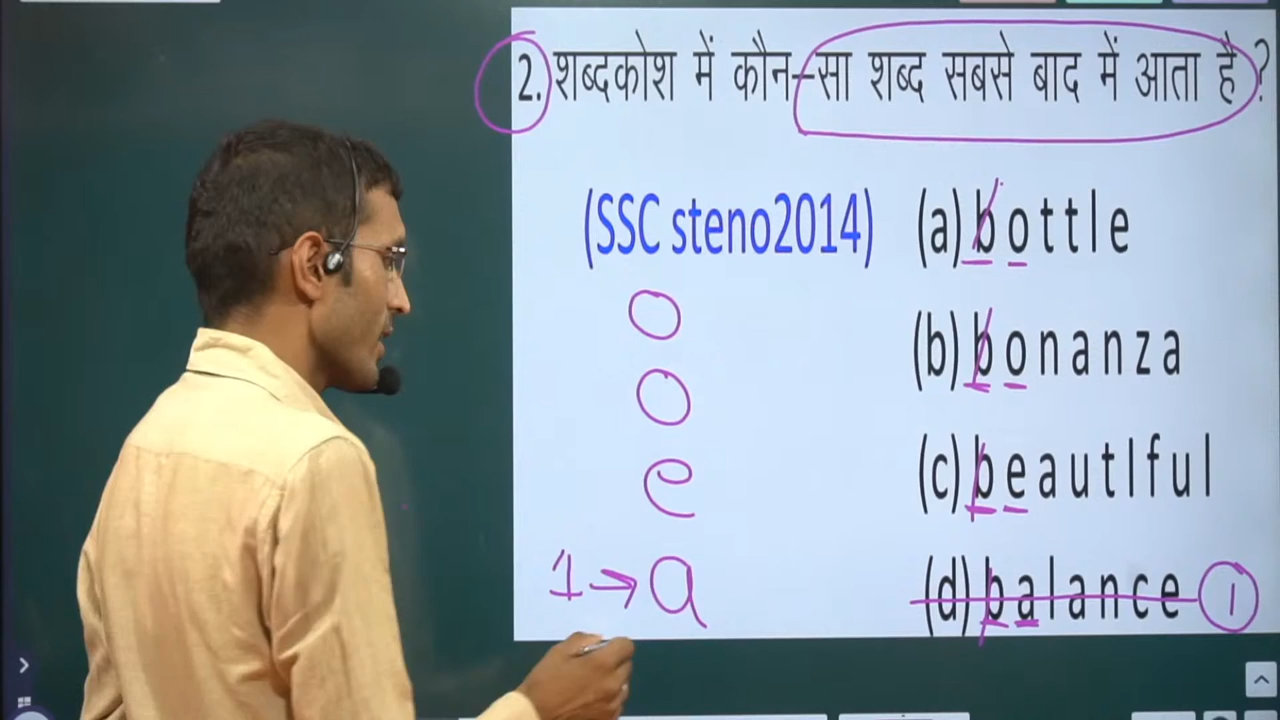 2. शब्दकोश में कौन-सा शब्द सबसे बाद में आता है ?
(SSC steno2014) (a) bottle
O
(b) bonanza
O
(c) beautIful
e
1→a (d) balance 1